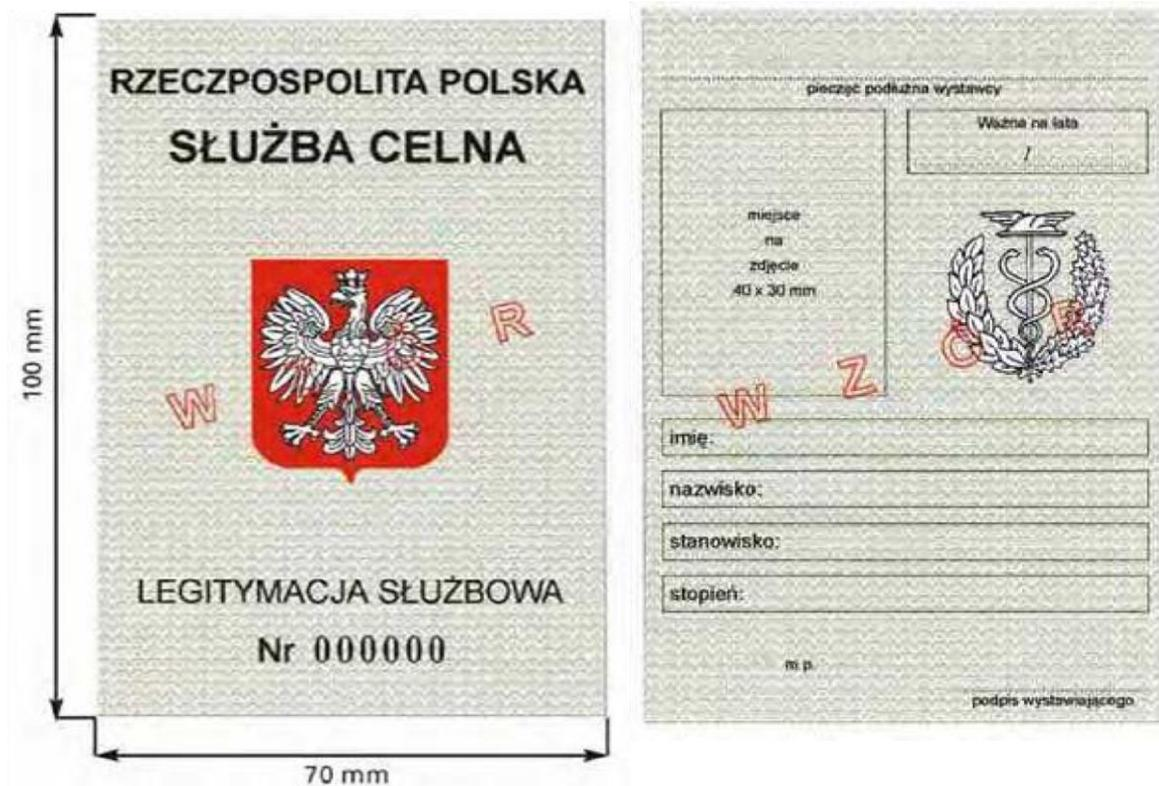 RZECZPOSPOLITA POLSKA
SŁUŻBA CELNA
W R
LEGITYMACJA SŁUŻBOWA
Nr 000000
100 mm
70 mm
pieczęć podłużna wystawcy
Ważna na lata
/
miejsce
na
zdjęcie
40 x 30 mm
W Z Ó R
imię:
nazwisko:
stanowisko:
stopień:
m.p.
podpis wystawiającego